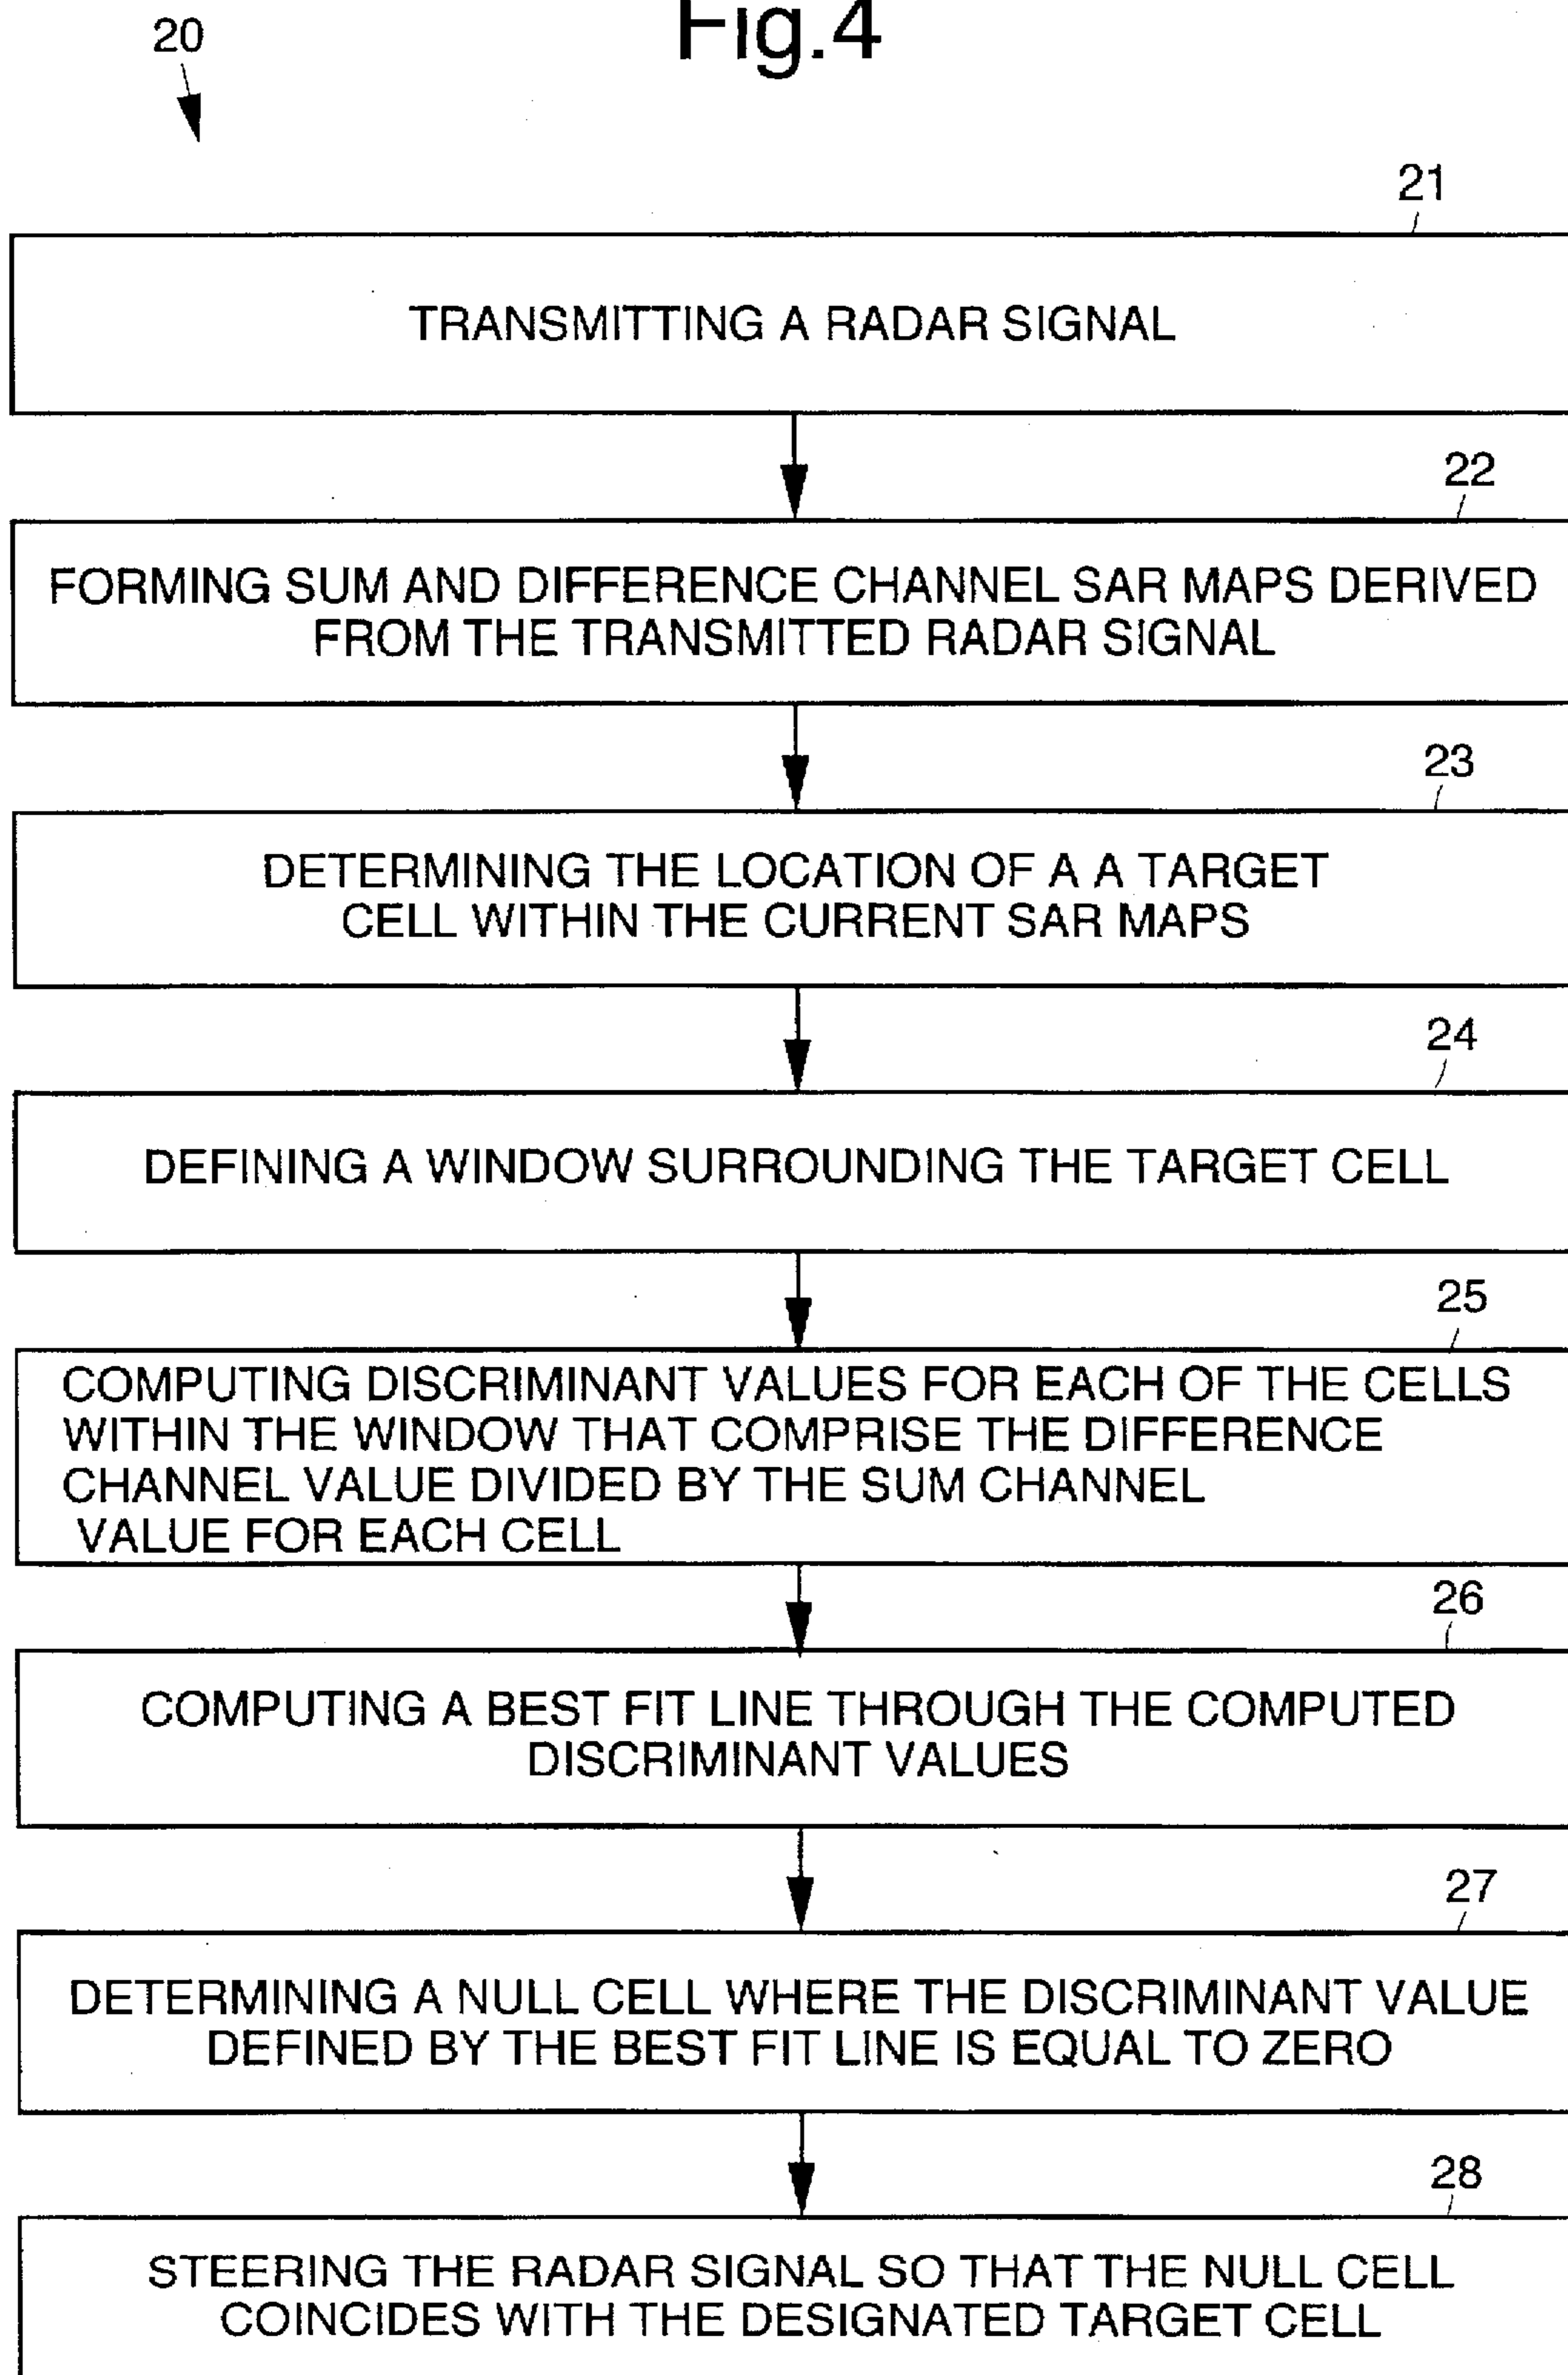 Fig.4
20
21
TRANSMITTING A RADAR SIGNAL
22
FORMING SUM AND DIFFERENCE CHANNEL SAR MAPS DERIVED
FROM THE TRANSMITTED RADAR SIGNAL
23
DETERMINING THE LOCATION OF A A TARGET
CELL WITHIN THE CURRENT SAR MAPS
24
DEFINING A WINDOW SURROUNDING THE TARGET CELL
25
COMPUTING DISCRIMINANT VALUES FOR EACH OF THE CELLS
WITHIN THE WINDOW THAT COMPRISE THE DIFFERENCE
CHANNEL VALUE DIVIDED BY THE SUM CHANNEL
VALUE FOR EACH CELL
26
COMPUTING A BEST FIT LINE THROUGH THE COMPUTED
DISCRIMINANT VALUES
27
DETERMINING A NULL CELL WHERE THE DISCRIMINANT VALUE
DEFINED BY THE BEST FIT LINE IS EQUAL TO ZERO
28
STEERING THE RADAR SIGNAL SO THAT THE NULL CELL
COINCIDES WITH THE DESIGNATED TARGET CELL